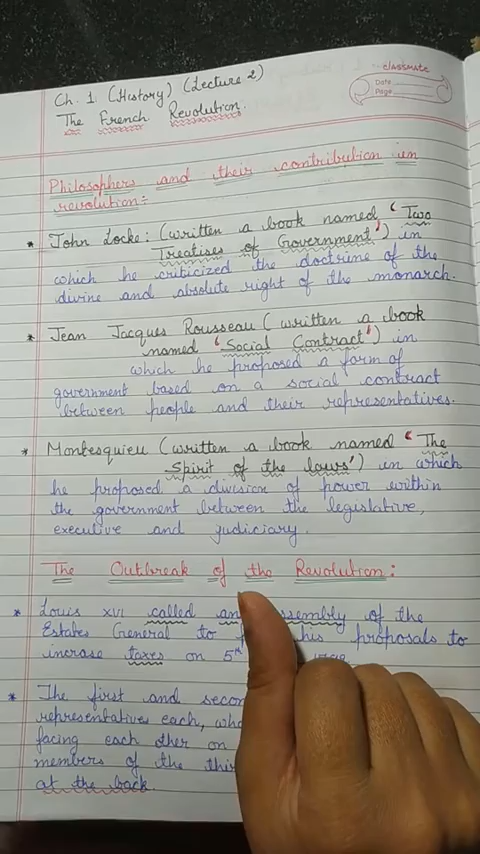 classmate
Date
Page
Ch. 1 (History) (Lecture 2)
The French Revolution.
Philosophers and their contribution in
revolution:-
* John Locke: (written a book named "Two
Treatises of Government") in
which he criticized the doctrine of the
divine and absolute right of the monarch.
* Jean Jacques Rousseau (written a book
named "Social Contract") in
which he proposed a form of
government based on a social contract
between people and their representatives.
* Montesquieu (written a book named "The
Spirit of the laws") in which
he proposed a division of power within
the government between the legislative,
executive and judiciary.
The Outbreak of the Revolution:
* Louis XVI called an assembly of the
Estates General to his proposals to
increase taxes on 5th
* The first and
representatives each,
facing each other on
members of the
at the back.